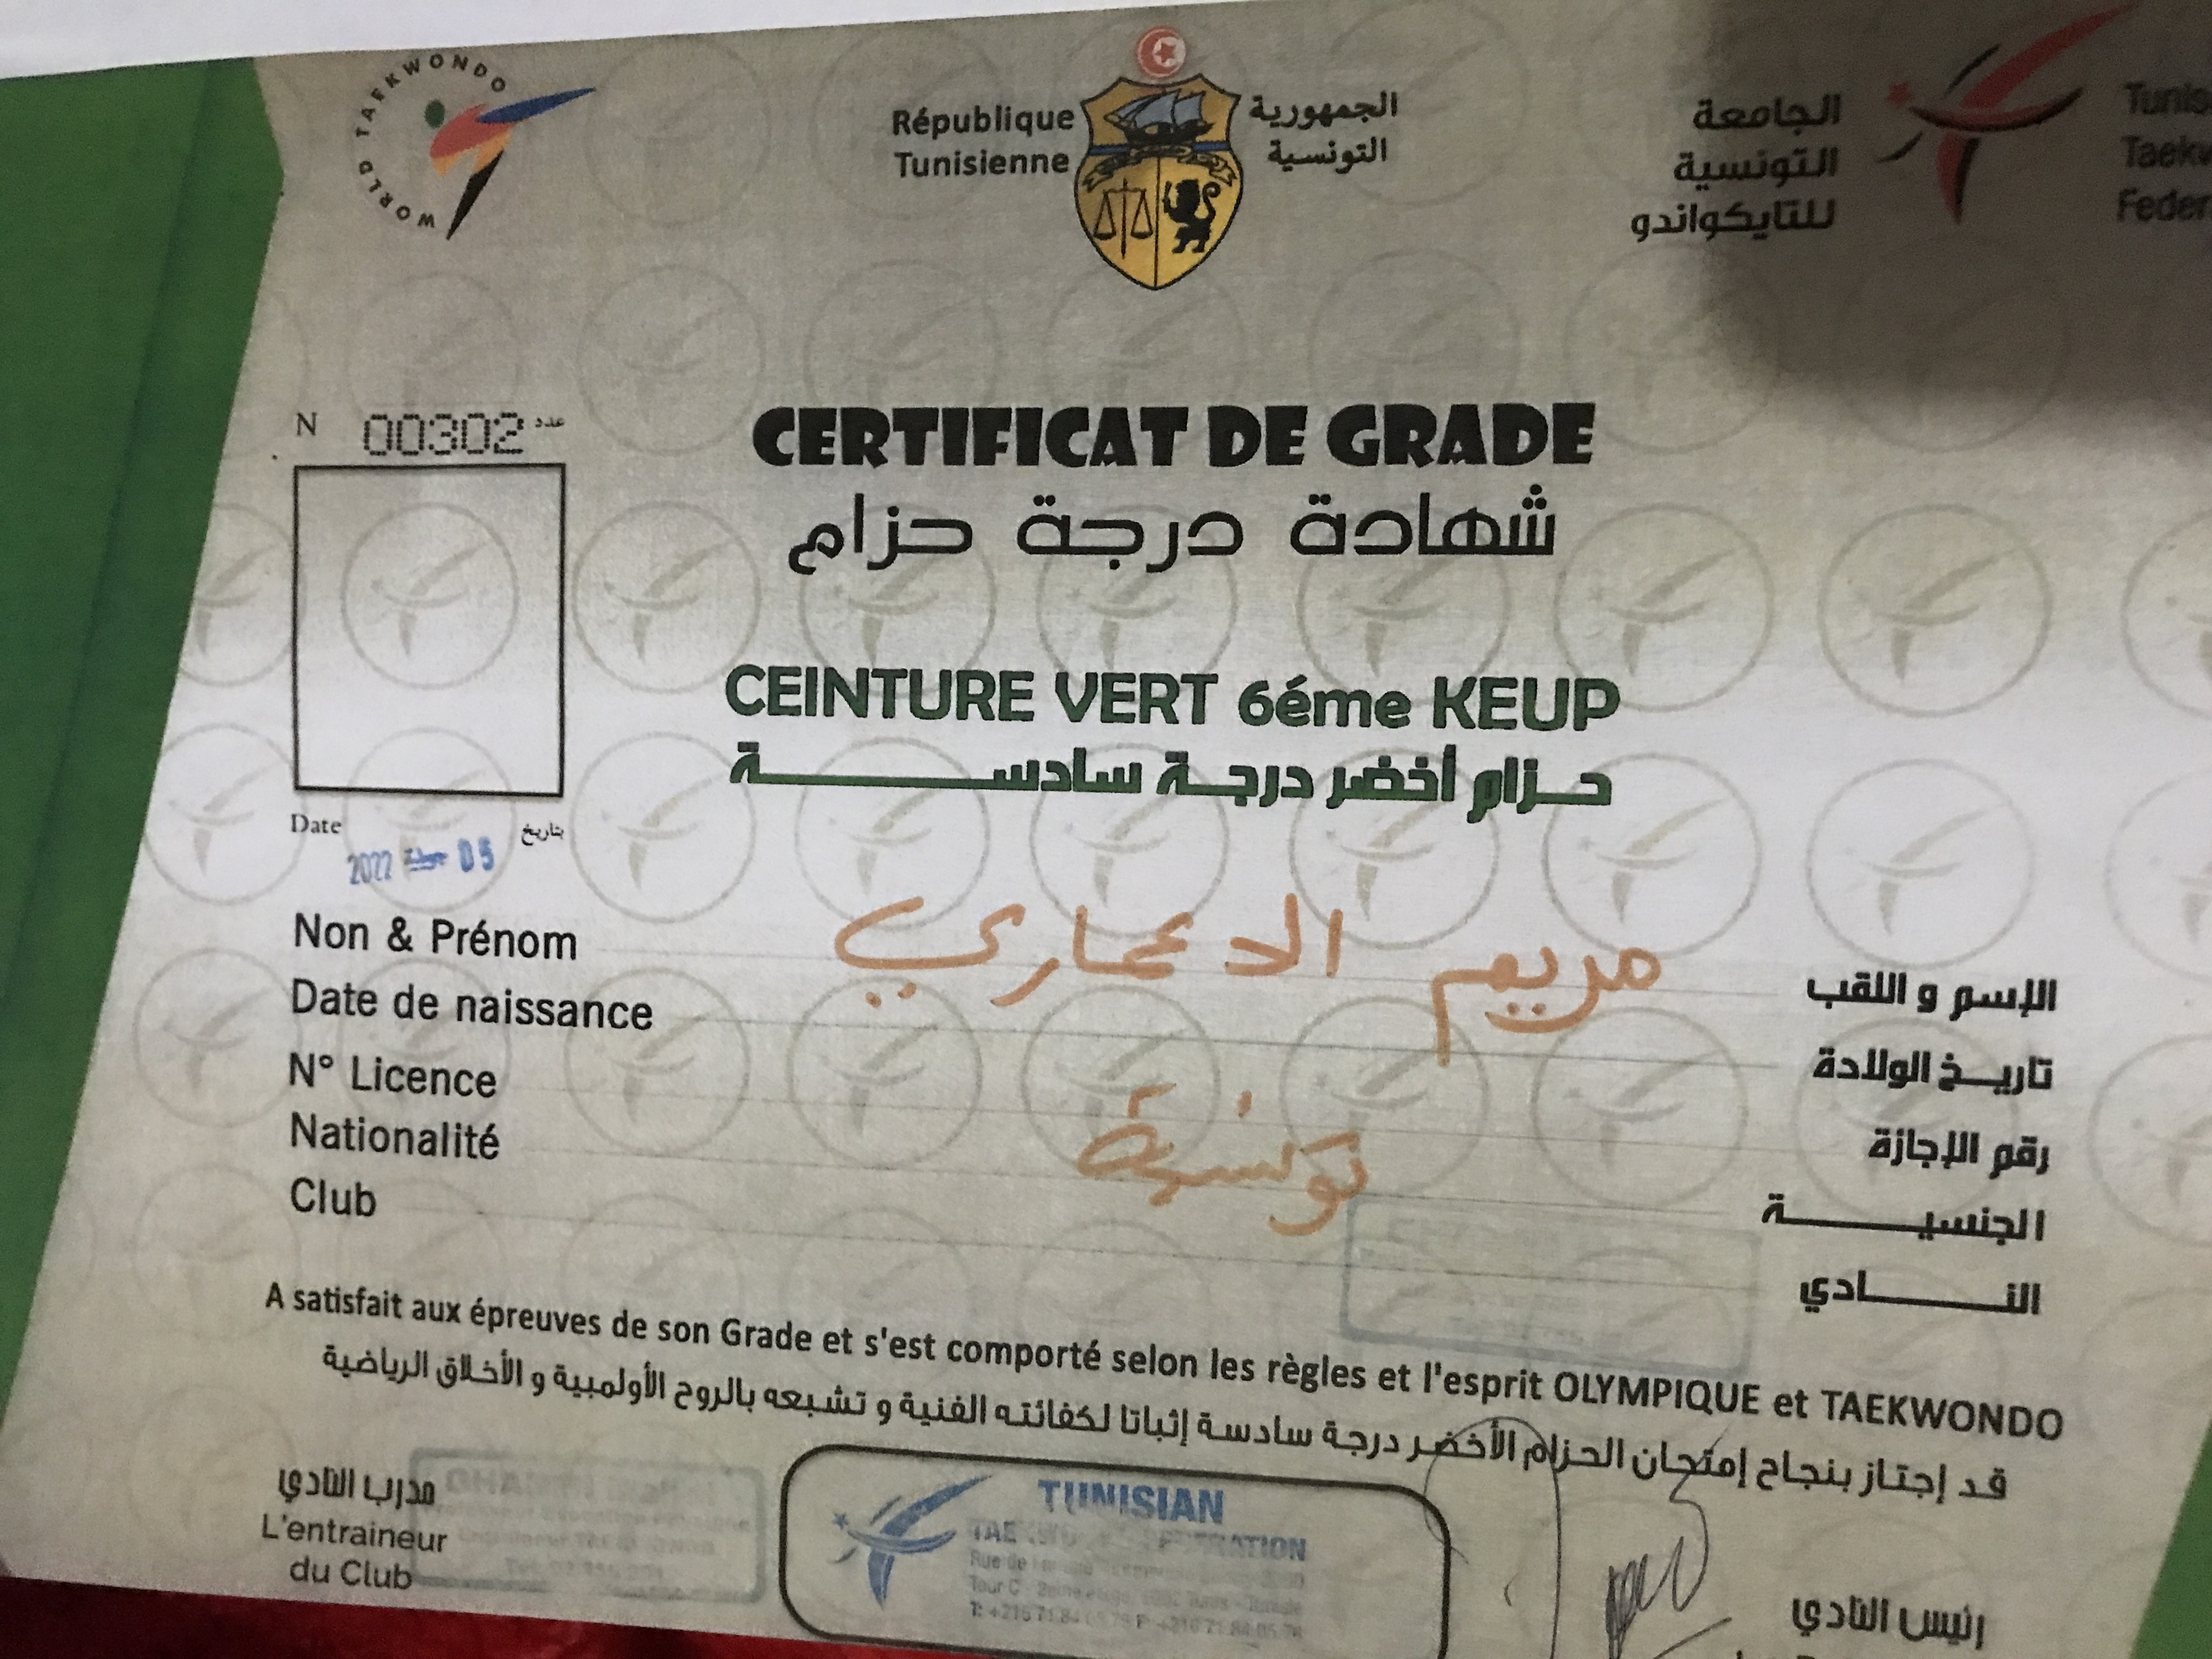 WORLD TAEKWONDO
République
Tunisienne
الجمهورية
التونسية
الجامعة
التونسية
للتايكواندو
N 00302 عدد
CERTIFICAT DE GRADE
شهادة درجة حزام
CEINTURE VERT 6éme KEUP
حزام أخضر درجة سادسة
Date بتاريخ
05 2022
Non & Prénom مريم العماري الإسم و اللقب
Date de naissance تاريخ الولادة
N° Licence رقم الإجازة
Nationalité تونسية الجنسية
Club النادي
A satisfait aux épreuves de son Grade et s'est comporté selon les règles et l'esprit OLYMPIQUE et TAEKWONDO
قد إجتاز بنجاح إمتحان الحزام الأخضر درجة سادسة إثباتا لكفائته الفنية و تشبعه بالروح الأولمبية و الأخلاق الرياضية
مدرب النادي
L'entraineur
du Club
TUNISIAN
رئيس النادي